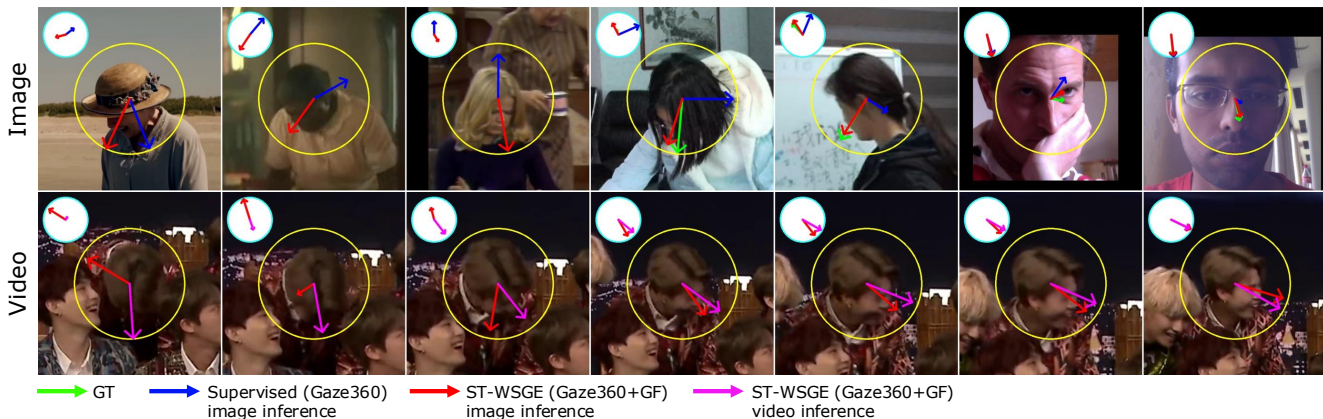 Image
Video
GT
Supervised (Gaze360)
image inference
ST-WSGE (Gaze360+GF)
image inference
ST-WSGE (Gaze360+GF)
video inference